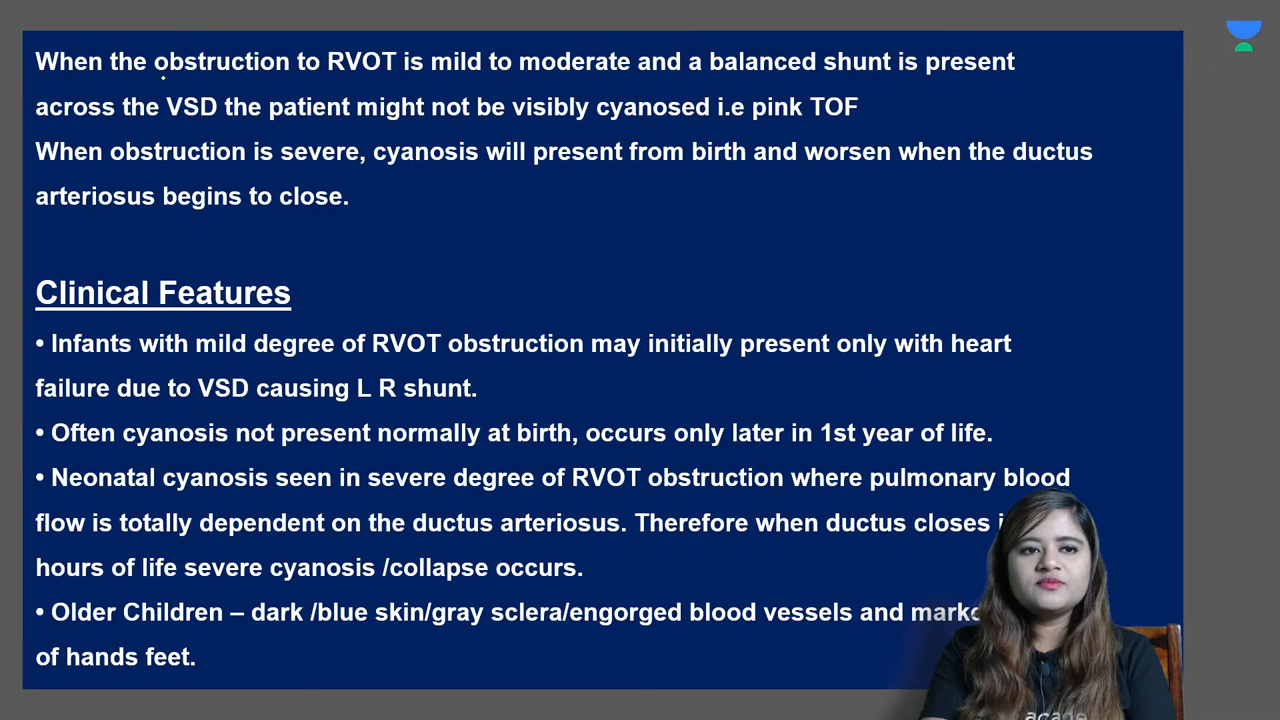 When the obstruction to RVOT is mild to moderate and a balanced shunt is present
across the VSD the patient might not be visibly cyanosed i.e pink TOF
When obstruction is severe, cyanosis will present from birth and worsen when the ductus
arteriosus begins to close.
Clinical Features
• Infants with mild degree of RVOT obstruction may initially present only with heart
failure due to VSD causing L R shunt.
• Often cyanosis not present normally at birth, occurs only later in 1st year of life.
• Neonatal cyanosis seen in severe degree of RVOT obstruction where pulmonary blood
flow is totally dependent on the ductus arteriosus. Therefore when ductus closes
hours of life severe cyanosis /collapse occurs.
• Older Children – dark /blue skin/gray sclera/engorged blood vessels and
of hands feet.